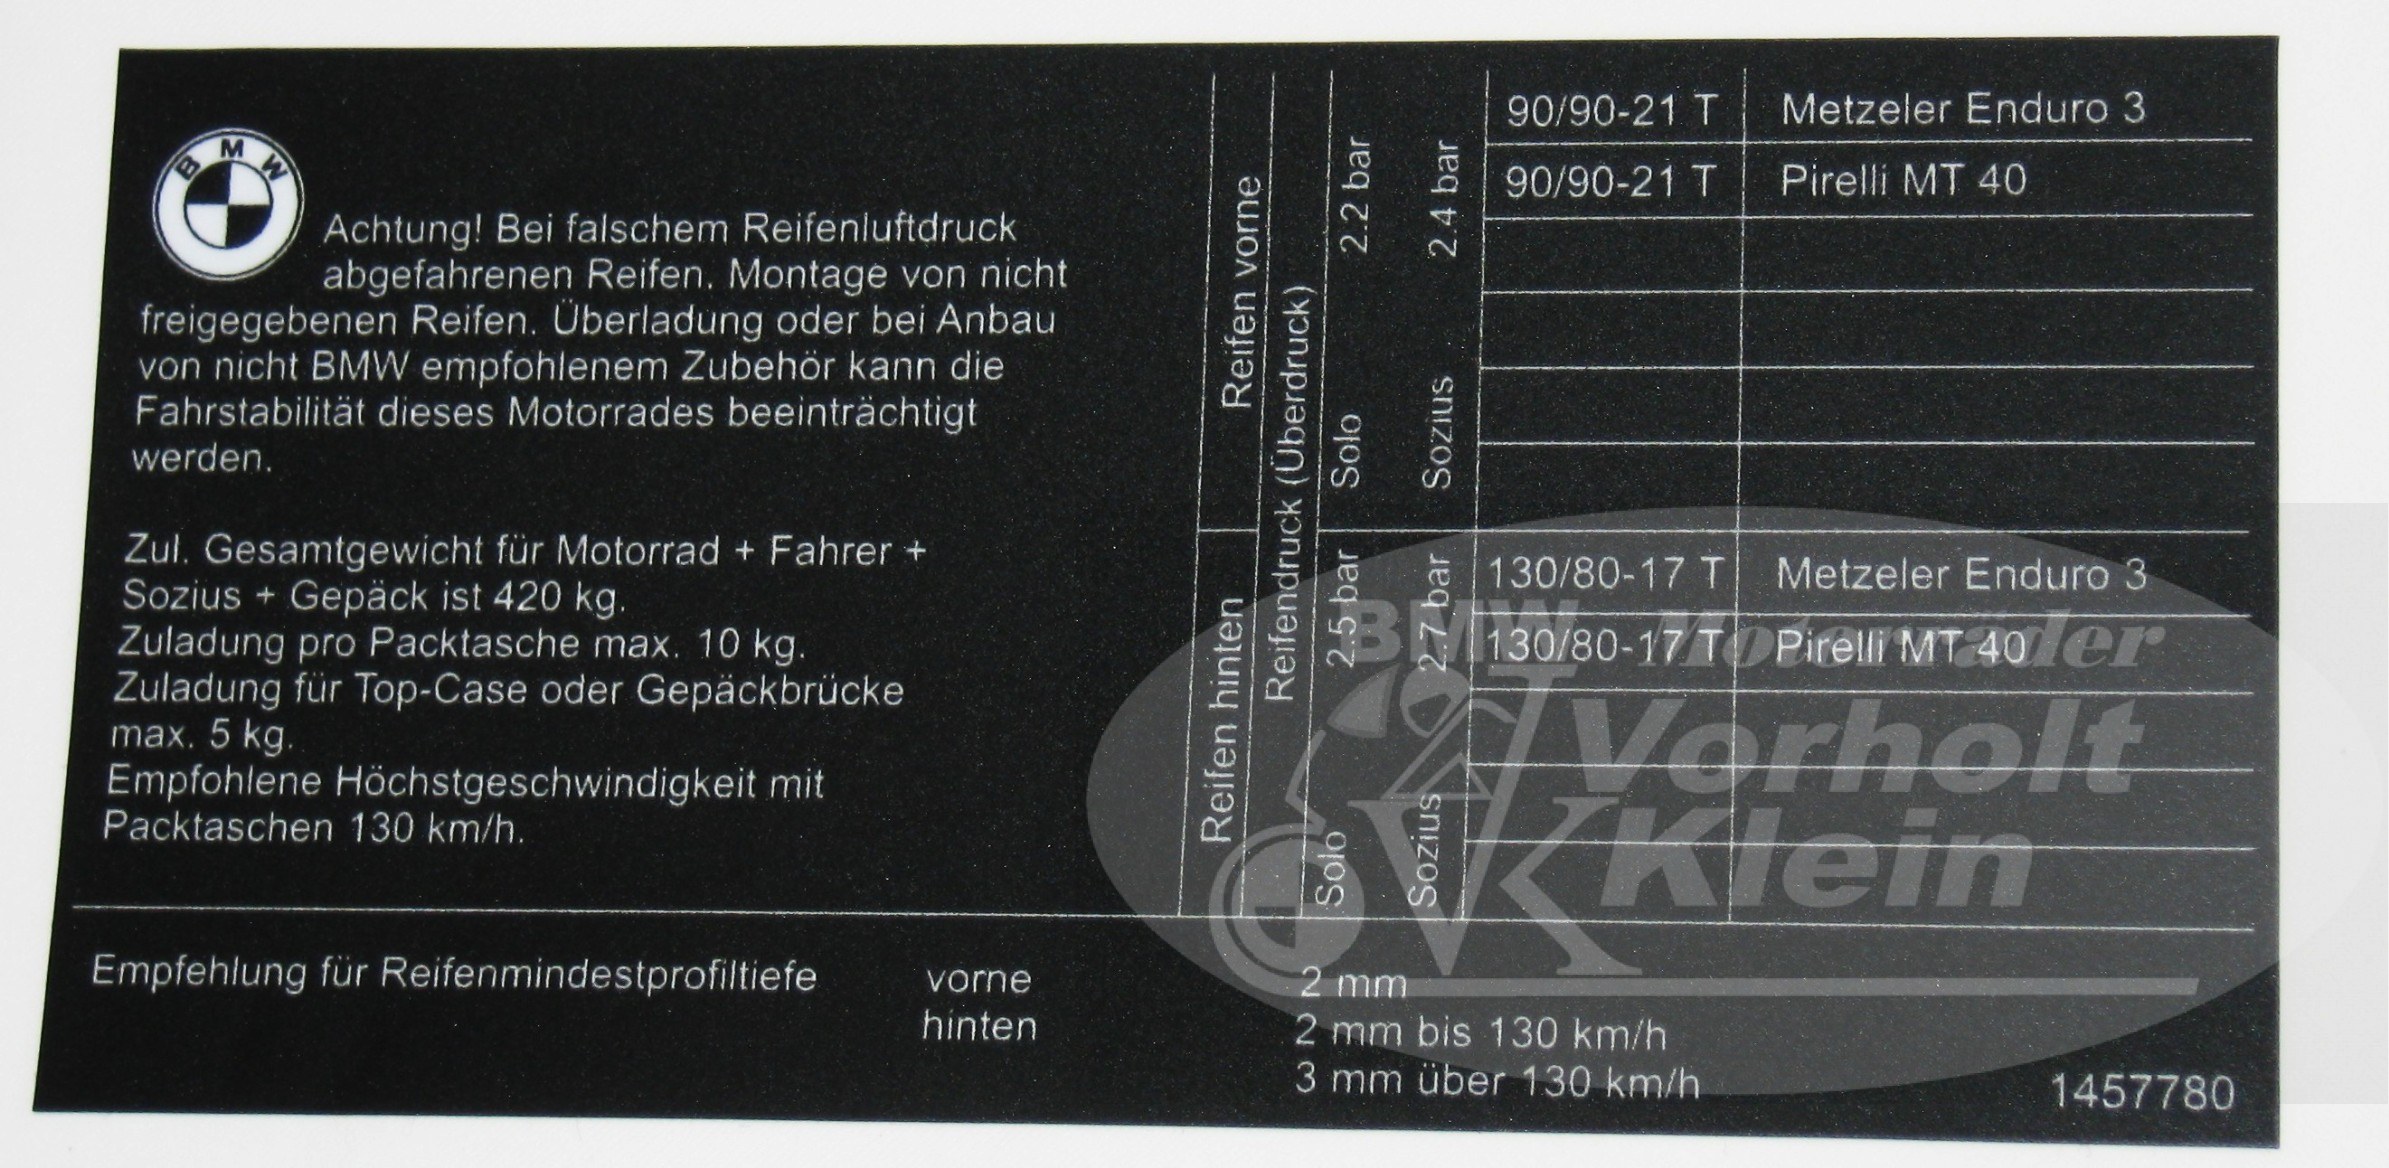 BMW
Achtung! Bei falschem Reifenluftdruck
abgefahrenen Reifen. Montage von nicht
freigegebenen Reifen. Überladung oder bei Anbau
von nicht BMW empfohlenem Zubehör kann die
Fahrstabilität dieses Motorrades beeinträchtigt
werden.
Zul. Gesamtgewicht für Motorrad + Fahrer +
Sozius + Gepäck ist 420 kg.
Zuladung pro Packtasche max. 10 kg.
Zuladung für Top-Case oder Gepäckbrücke
max. 5 kg.
Empfohlene Höchstgeschwindigkeit mit
Packtaschen 130 km/h.
Reifen vorne
Reifen hinten
Reifendruck (Überdruck)
Solo 2.2 bar
Sozius 2.4 bar
90/90-21 T Metzeler Enduro 3
90/90-21 T Pirelli MT 40
Solo 2.5 bar
Sozius 2.7 bar
130/80-17 T Metzeler Enduro 3
130/80-17 T Pirelli MT 40
Empfehlung für Reifenmindestprofiltiefe vorne 2 mm
hinten 2 mm bis 130 km/h
3 mm über 130 km/h
1457780
BMW Motorräder
Vorholt
Klein
VK